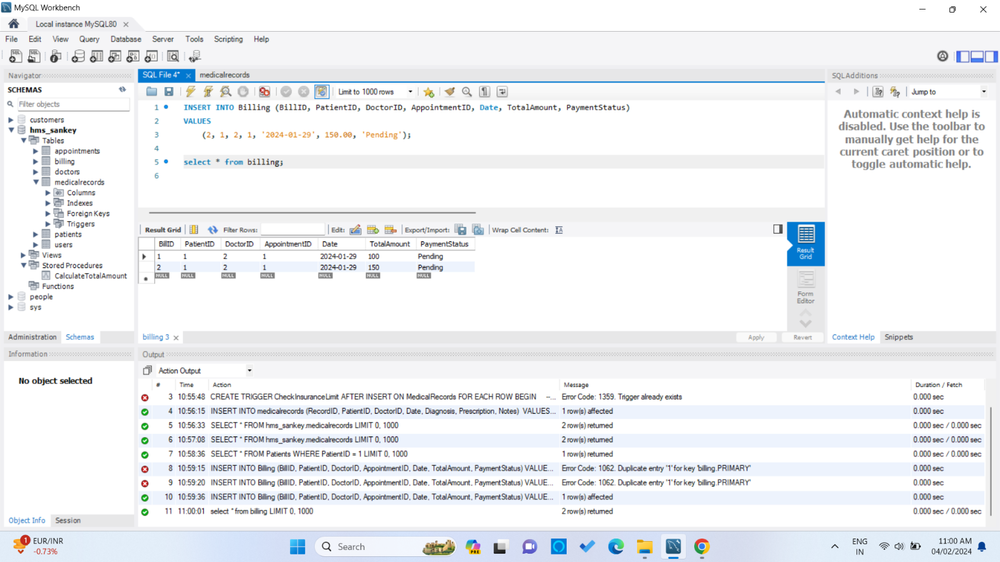 MySQL Workbench
Local instance MySQL80
File Edit View Query Database Server Tools Scripting Help
Navigator
SCHEMAS
Filter objects
customers
hms_sankey
Tables
appointments
billing
doctors
medicalrecords
Columns
Indexes
Foreign Keys
Triggers
patients
users
Views
Stored Procedures
CalculateTotalAmount
Functions
people
sys
Administration Schemas
Information
No object selected
Object Info Session
SQL File 4* medicalrecords
Limit to 1000 rows
1 INSERT INTO Billing (BillID, PatientID, DoctorID, AppointmentID, Date, TotalAmount, PaymentStatus)
2 VALUES
3 (2, 1, 2, 1, '2024-01-29', 150.00, 'Pending');
4
5 select * from billing;
6
Result Grid Filter Rows: Edit: Export/Import: Wrap Cell Content:
BillID PatientID DoctorID AppointmentID Date TotalAmount PaymentStatus
1 1 2 1 2024-01-29 100 Pending
2 1 2 1 2024-01-29 150 Pending
NULL NULL NULL NULL NULL NULL NULL
Result
Grid
Form
Editor
billing 3 Apply Revert
SQLAdditions
Jump to
Automatic context help is
disabled. Use the toolbar to
manually get help for the
current caret position or to
toggle automatic help.
Context Help Snippets
Output
Action Output
# Time Action Message Duration / Fetch
3 10:55:48 CREATE TRIGGER CheckInsuranceLimit AFTER INSERT ON MedicalRecords FOR EACH ROW BEGIN --... Error Code: 1359. Trigger already exists 0.000 sec
4 10:56:15 INSERT INTO medicalrecords (RecordID, PatientID, DoctorID, Date, Diagnosis, Prescription, Notes) VALUES... 1 row(s) affected 0.000 sec
5 10:56:33 SELECT * FROM hms_sankey.medicalrecords LIMIT 0, 1000 2 row(s) returned 0.000 sec / 0.000 sec
6 10:57:08 SELECT * FROM hms_sankey.medicalrecords LIMIT 0, 1000 2 row(s) returned 0.000 sec / 0.000 sec
7 10:58:36 SELECT * FROM Patients WHERE PatientID = 1 LIMIT 0, 1000 1 row(s) returned 0.000 sec / 0.000 sec
8 10:59:15 INSERT INTO Billing (BillID, PatientID, DoctorID, AppointmentID, Date, TotalAmount, PaymentStatus) VALUE... Error Code: 1062. Duplicate entry '1' for key 'billing.PRIMARY' 0.000 sec
9 10:59:20 INSERT INTO Billing (BillID, PatientID, DoctorID, AppointmentID, Date, TotalAmount, PaymentStatus) VALUE... Error Code: 1062. Duplicate entry '1' for key 'billing.PRIMARY' 0.000 sec
10 10:59:36 INSERT INTO Billing (BillID, PatientID, DoctorID, AppointmentID, Date, TotalAmount, PaymentStatus) VALUE... 1 row(s) affected 0.000 sec
11 11:00:01 select * from billing LIMIT 0, 1000 2 row(s) returned 0.000 sec / 0.000 sec
1
EUR/INR
-0.73%
Search
PRE
ENG
IN
11:00 AM
04/02/2024